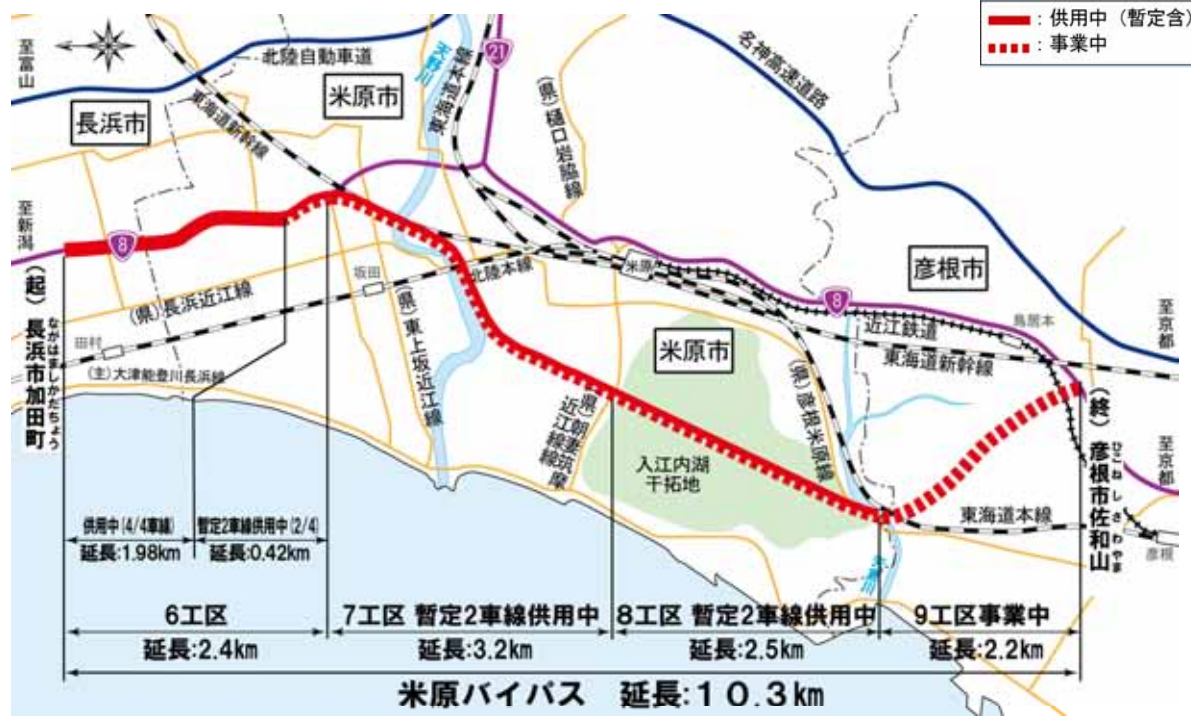 ：供用中（暫定含）
：事業中
至富山
北陸自動車道
長浜市
米原市
21
天野川
東海道本線
東海道新幹線
（県）樋口岩脇線
名神高速道路
至新潟
8
（県）長浜近江線
坂田
北陸本線
米原
彦根市
8
近江鉄道
鳥居本
東海道新幹線
至京都
（起）長浜市加田町
ながはましかだちょう
田村
（主）大津能登川長浜線
（県）東上坂近江線
米原市
（県）朝妻筑摩
近江線
入江内湖
干拓地
（県）彦根米原線
東海道本線
（終）彦根市佐和山
ひこねしさわやま
至京都
彦根
供用中(4/4車線)
延長:1.98km
暫定2車線供用中(2/4)
延長:0.42km
6工区
延長:2.4km
7工区 暫定2車線供用中
延長:3.2km
8工区 暫定2車線供用中
延長:2.5km
9工区事業中
延長:2.2km
米原バイパス 延長:10.3km